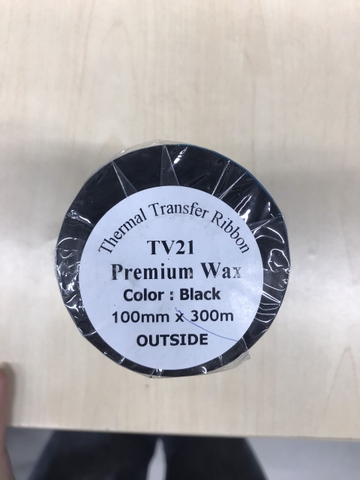 Thermal Transfer Ribbon
TV21
Premium Wax
Color : Black
100mm x 300m
OUTSIDE